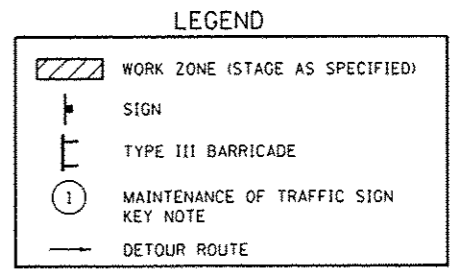 LEGEND
WORK ZONE (STAGE AS SPECIFIED)
SIGN
TYPE III BARRICADE
1 MAINTENANCE OF TRAFFIC SIGN
KEY NOTE
DETOUR ROUTE